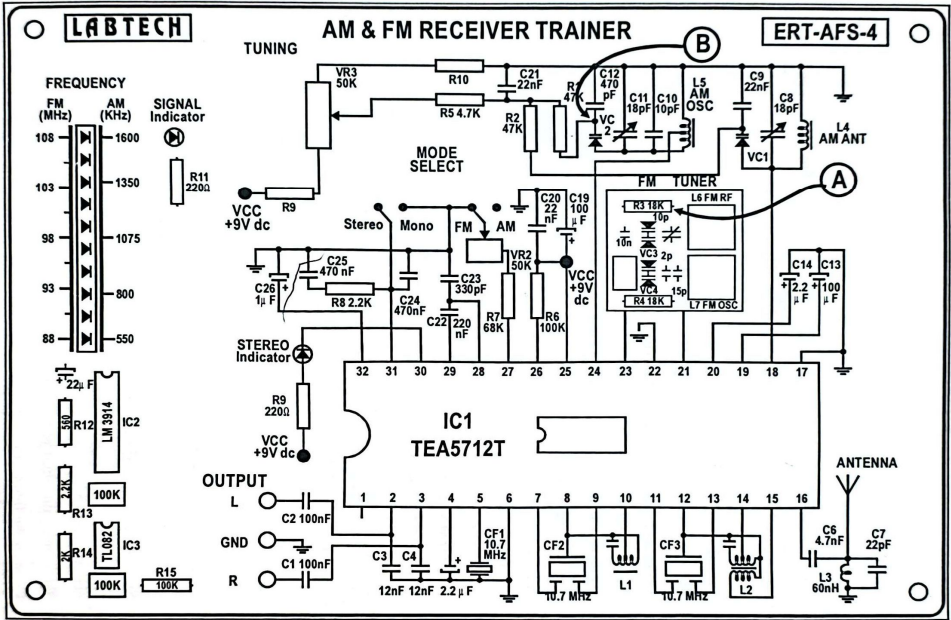 LABTECH
AM & FM RECEIVER TRAINER
ERT-AFS-4
TUNING
FREQUENCY
FM
(MHz)
AM
(KHz)
108
1600
103
1350
98
1075
93
800
88
550
SIGNAL
Indicator
R11
220Ω
VR3
50K
R10
R5 4.7K
C21
22nF
R2
47K
R1
47K
C12
470
pF
VC
2
C11
18pF
C10
10pF
L5
AM
OSC
C9
22nF
C8
18pF
VC1
L4
AM ANT
B
A
VCC
+9V dc
R9
MODE
SELECT
Stereo
Mono
FM
AM
C20
22
nF
C19
100
μF
VCC
+9V
dc
FM TUNER
R3 18K
L6 FM RF
10p
10n
VC3
2p
VC4
15p
R4 18K
L7 FM OSC
C14
2.2
μF
C13
100
μF
C25
470 nF
C26
1μF
R8 2.2K
C24
470nF
C23
330pF
C22
220
nF
VR2
50K
R7
68K
R6
100K
STEREO
Indicator
R9
220Ω
VCC
+9V dc
32 31 30 29 28 27 26 25 24 23 22 21 20 19 18 17
IC1
TEA5712T
1 2 3 4 5 6 7 8 9 10 11 12 13 14 15 16
22μF
560
R12
LM 3914
IC2
2.2K
R13
100K
2K
R14
TL082
IC3
100K
R15
100K
OUTPUT
L
C2 100nF
GND
C1 100nF
R
C3
12nF
C4
12nF
2.2μF
CF1
10.7
MHz
CF2
10.7 MHz
L1
CF3
10.7 MHz
L2
ANTENNA
C6
4.7nF
C7
22pF
L3
60nH